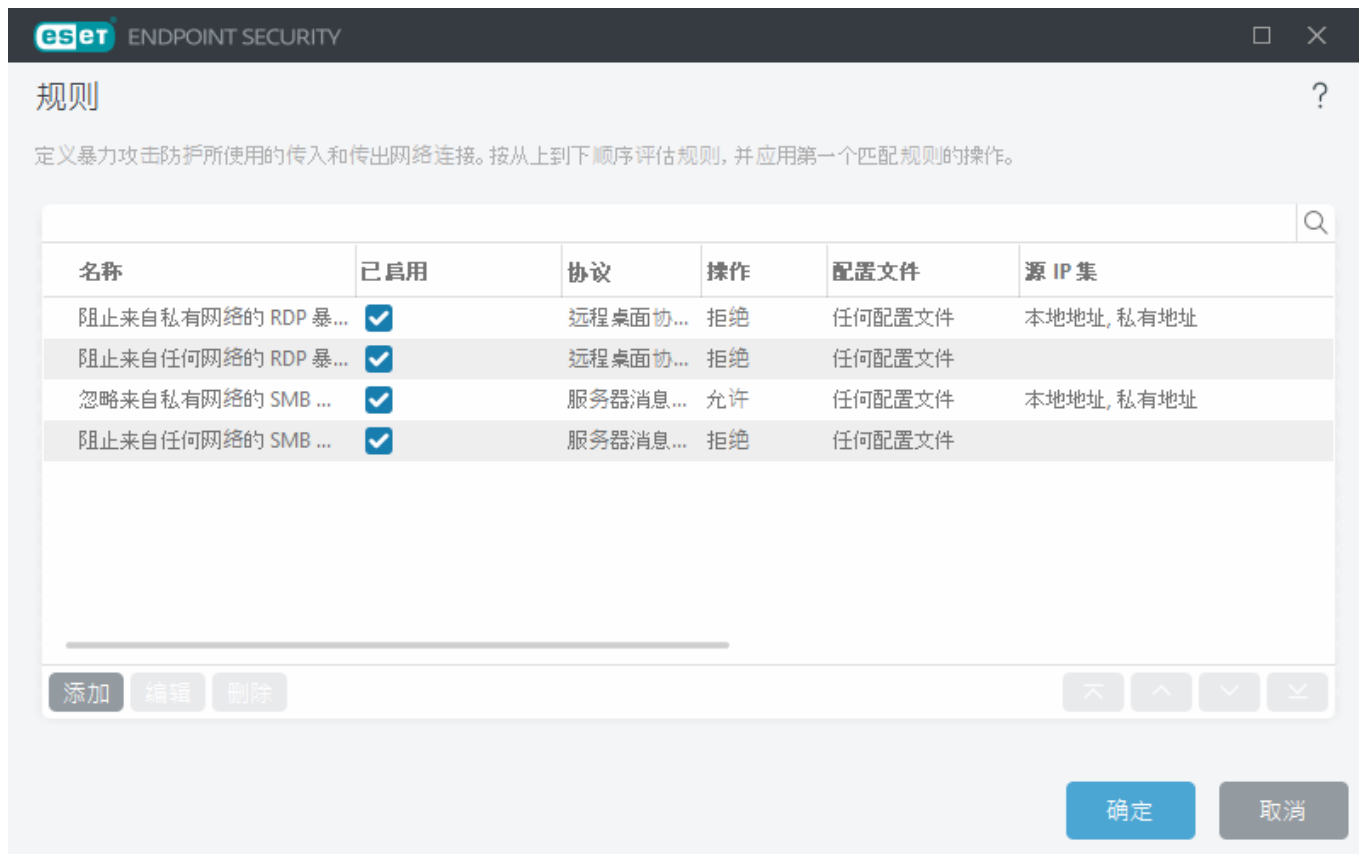 eset ENDPOINT SECURITY
规则
?
定义暴力攻击防护所使用的传入和传出网络连接。按从上到下顺序评估规则, 并应用第一个匹配规则的操作。
名称 已启用 协议 操作 配置文件 源 IP 集
阻止来自私有网络的 RDP 暴... 远程桌面协... 拒绝 任何配置文件 本地地址, 私有地址
阻止来自任何网络的 RDP 暴... 远程桌面协... 拒绝 任何配置文件
忽略来自私有网络的 SMB ... 服务器消息... 允许 任何配置文件 本地地址, 私有地址
阻止来自任何网络的 SMB ... 服务器消息... 拒绝 任何配置文件
添加 编辑 删除
确定 取消